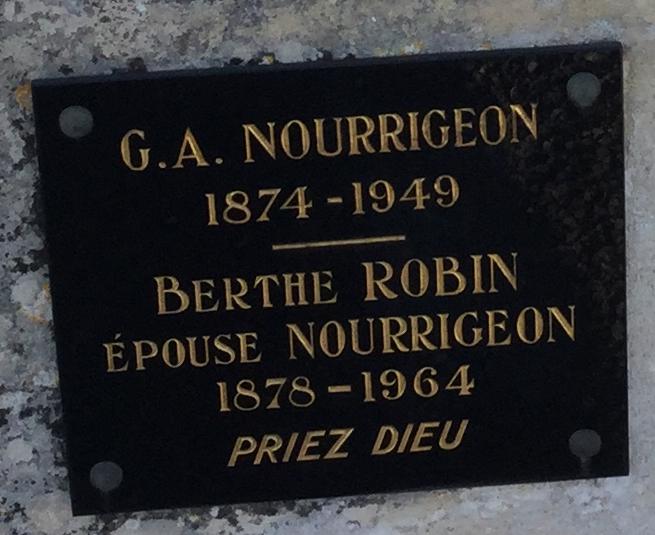 G.A. NOURRIGEON
1874-1949
BERTHE ROBIN
ÉPOUSE NOURRIGEON
1878-1964
PRIEZ DIEU